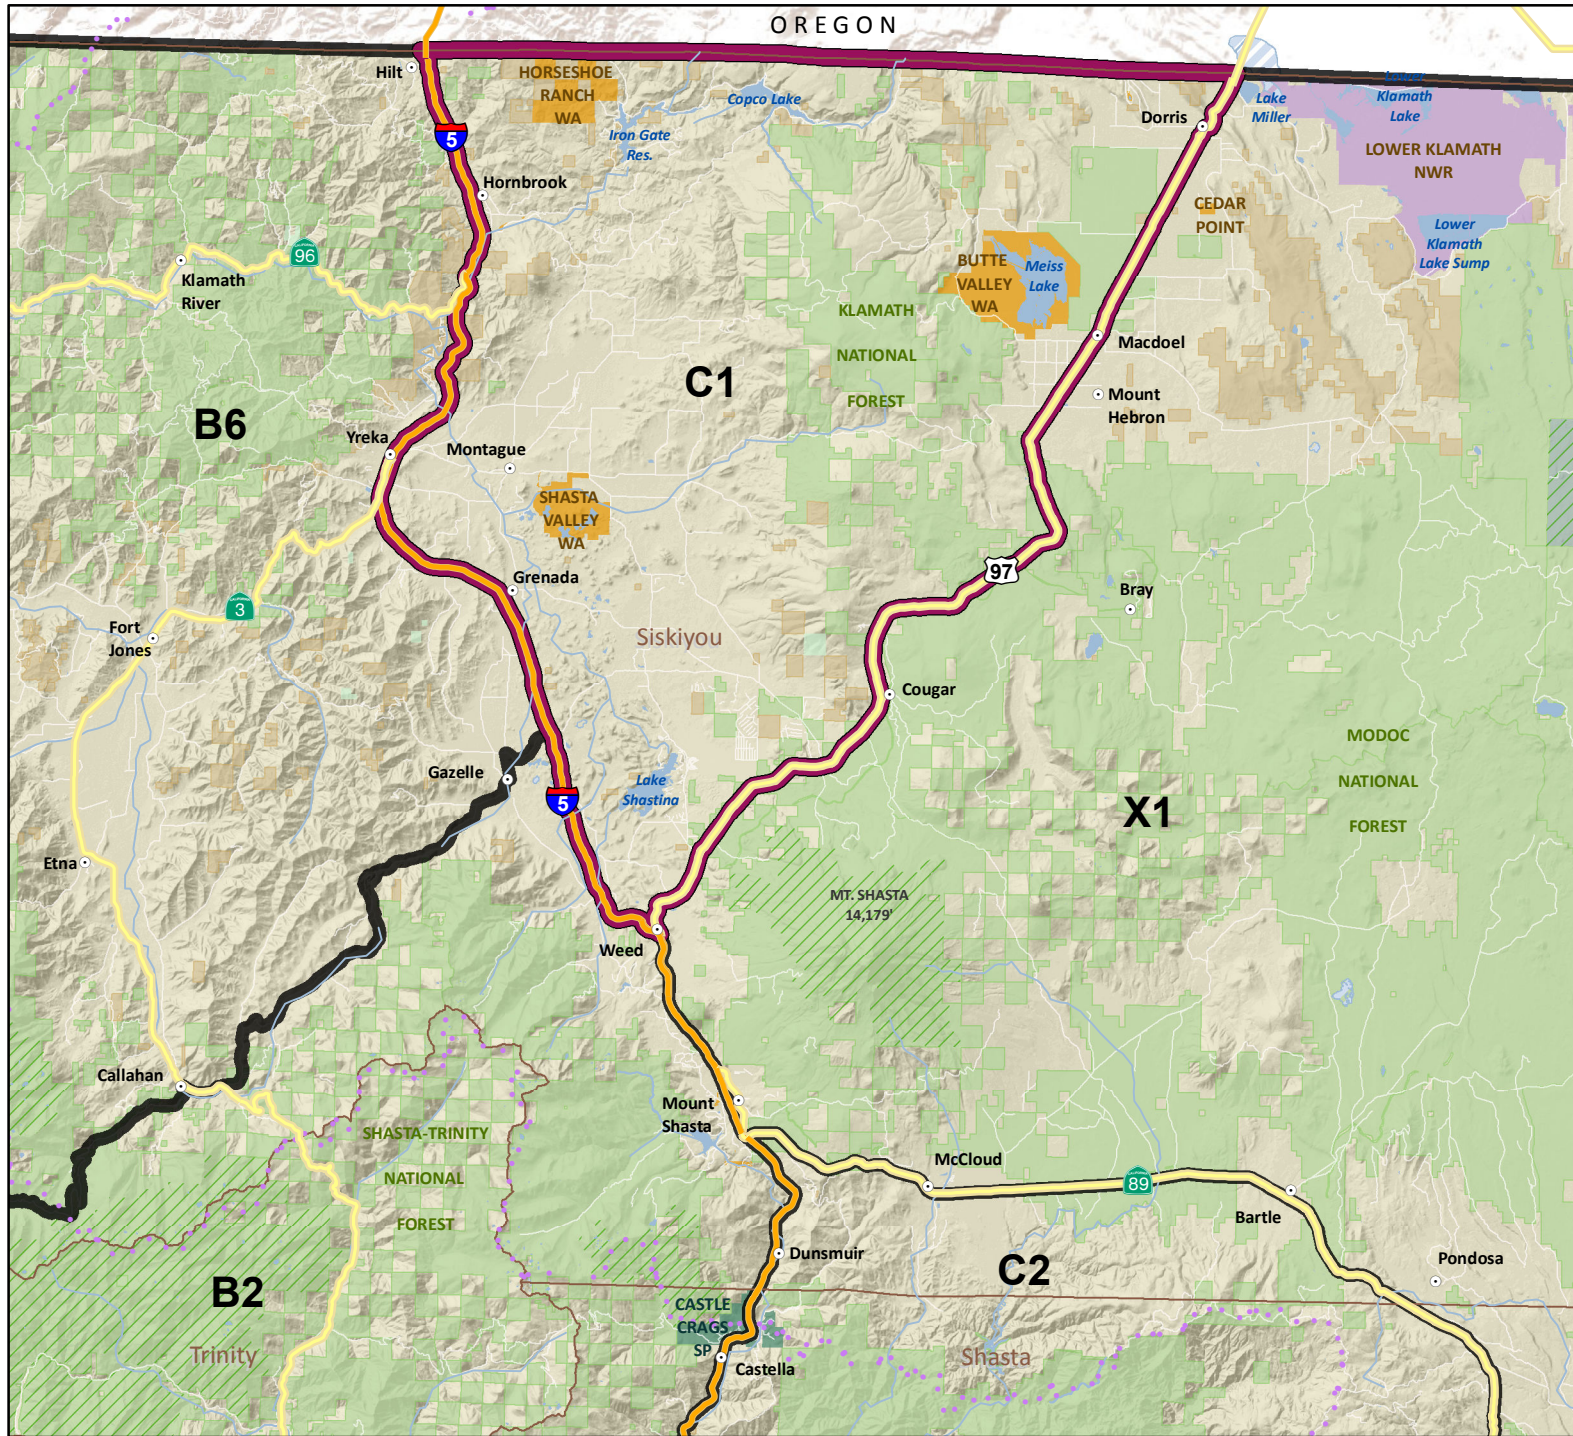 OREGON
Hilt
HORSESHOE
RANCH
WA
Copco Lake
Iron Gate
Res.
5
Hornbrook
Dorris
Lake
Miller
Lower
Klamath
Lake
LOWER KLAMATH
NWR
CEDAR
POINT
Lower
Klamath
Lake Sump
CALIFORNIA
96
Klamath
River
BUTTE
VALLEY
WA
Meiss
Lake
KLAMATH
NATIONAL
FOREST
Macdoel
Mount
Hebron
C1
B6
Yreka
Montague
SHASTA
VALLEY
WA
Grenada
97
Bray
CALIFORNIA
3
Fort
Jones
Siskiyou
Cougar
MODOC
NATIONAL
FOREST
Gazelle
Lake
Shastina
5
X1
Etna
MT. SHASTA
14,179'
Weed
Callahan
Mount
Shasta
SHASTA-TRINITY
NATIONAL
FOREST
McCloud
CALIFORNIA
89
Bartle
Dunsmuir
C2
Pondosa
B2
CASTLE
CRAGS
SP
Trinity
Castella
Shasta